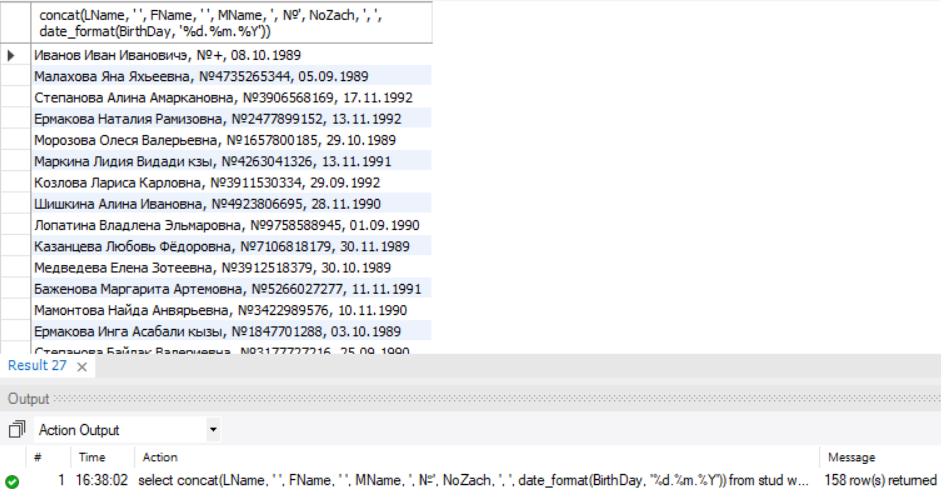 concat(LName, ' ', FName, ' ', MName, ', №', NoZach, ', ',
date_format(BirthDay, '%d.%m.%Y'))
Иванов Иван Ивановичэ, №+, 08.10.1989
Малахова Яна Яхьеевна, №4735265344, 05.09.1989
Степанова Алина Амаркановна, №3906568169, 17.11.1992
Ермакова Наталия Рамизовна, №2477899152, 13.11.1992
Морозова Олеся Валерьевна, №1657800185, 29.10.1989
Маркина Лидия Видади кзы, №4263041326, 13.11.1991
Козлова Лариса Карловна, №3911530334, 29.09.1992
Шишкина Алина Ивановна, №4923806695, 28.11.1990
Лопатина Владлена Эльмаровна, №9758588945, 01.09.1990
Казанцева Любовь Фёдоровна, №7106818179, 30.11.1989
Медведева Елена Зотеевна, №3912518379, 30.10.1989
Баженова Маргарита Артемовна, №5266027277, 11.11.1991
Мамонтова Найда Анвярьевна, №3422989576, 10.11.1990
Ермакова Инга Асабали кызы, №1847701288, 03.10.1989
Степанова Байлак Валериевна, №3177727216, 25.09.1990
Result 27
Output
Action Output
# Time Action Message
1 16:38:02 select concat(LName, ' ', FName, ' ', MName, ', №', NoZach, ', ', date_format(BirthDay, '%d.%m.%Y')) from stud w... 158 row(s) returned